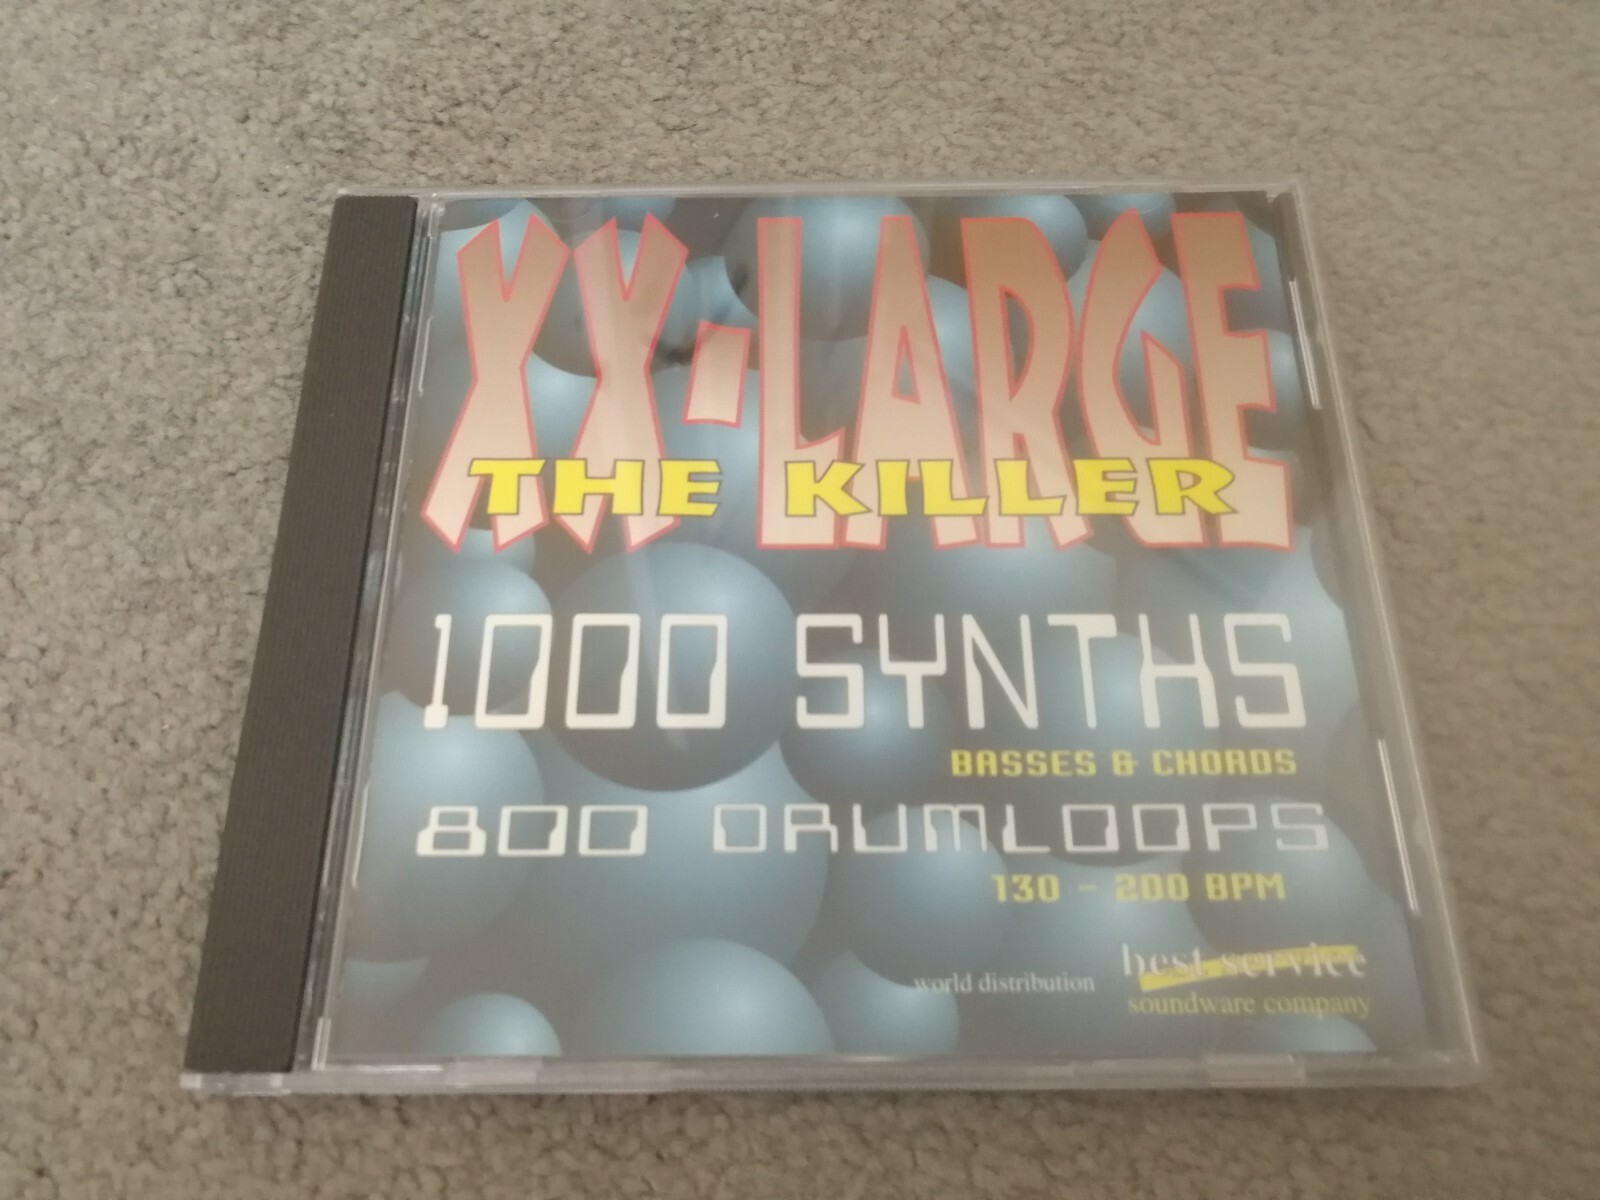 XX-LARGE
THE KILLER
1000 SYNTHS
BASSES & CHORDS
800 DRUMLOOPS
130 - 200 BPM
world distribution best service
soundware company